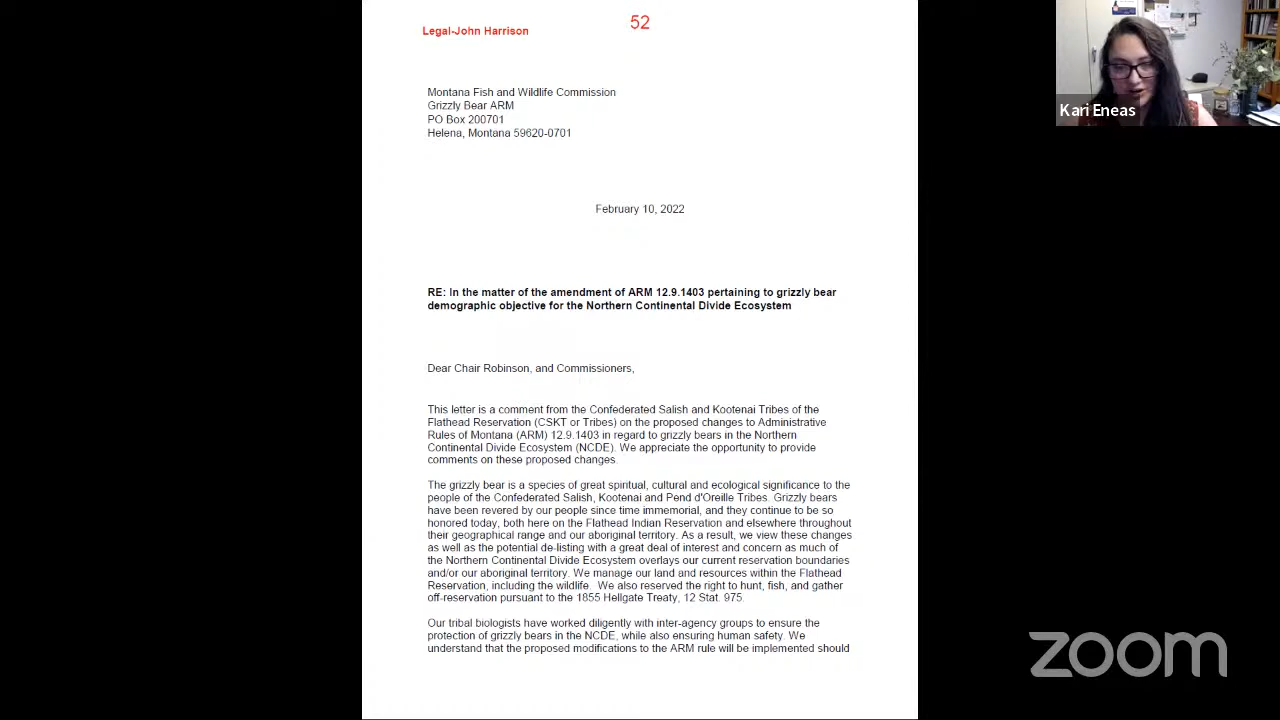 52
Legal-John Harrison
Montana Fish and Wildlife Commission
Grizzly Bear ARM
PO Box 200701
Helena, Montana 59620-0701
February 10, 2022
RE: In the matter of the amendment of ARM 12.9.1403 pertaining to grizzly bear
demographic objective for the Northern Continental Divide Ecosystem
Dear Chair Robinson, and Commissioners,
This letter is a comment from the Confederated Salish and Kootenai Tribes of the
Flathead Reservation (CSKT or Tribes) on the proposed changes to Administrative
Rules of Montana (ARM) 12.9.1403 in regard to grizzly bears in the Northern
Continental Divide Ecosystem (NCDE). We appreciate the opportunity to provide
comments on these proposed changes.
The grizzly bear is a species of great spiritual, cultural and ecological significance to the
people of the Confederated Salish, Kootenai and Pend d'Oreille Tribes. Grizzly bears
have been revered by our people since time immemorial, and they continue to be so
honored today, both here on the Flathead Indian Reservation and elsewhere throughout
their geographical range and our aboriginal territory. As a result, we view these changes
as well as the potential de-listing with a great deal of interest and concern as much of
the Northern Continental Divide Ecosystem overlays our current reservation boundaries
and/or our aboriginal territory. We manage our land and resources within the Flathead
Reservation, including the wildlife. We also reserved the right to hunt, fish, and gather
off-reservation pursuant to the 1855 Hellgate Treaty, 12 Stat. 975.
Our tribal biologists have worked diligently with inter-agency groups to ensure the
protection of grizzly bears in the NCDE, while also ensuring human safety. We
understand that the proposed modifications to the ARM rule will be implemented should
Kari Eneas
zoom